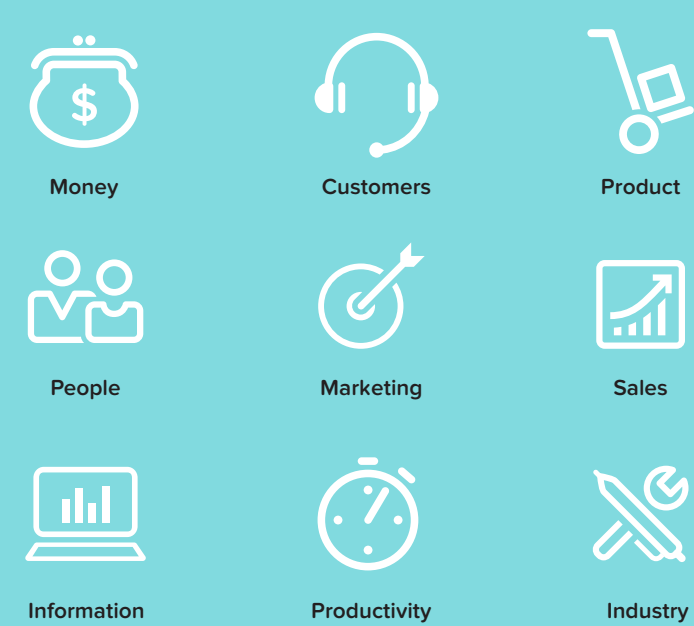 $
Money
Customers
Product
People
Marketing
Sales
Information
Productivity
Industry